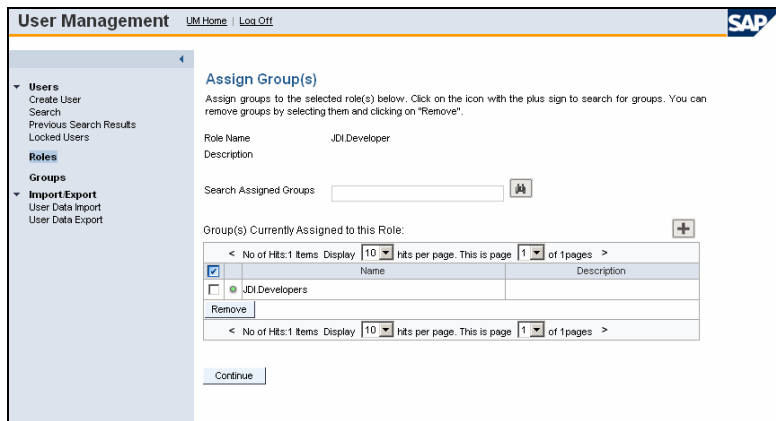 User Management UM Home | Log Off SAP
Users
Create User
Search
Previous Search Results
Locked Users
Roles
Groups
Import/Export
User Data Import
User Data Export
Assign Group(s)
Assign groups to the selected role(s) below. Click on the icon with the plus sign to search for groups. You can
remove groups by selecting them and clicking on "Remove".
Role Name JDI.Developer
Description
Search Assigned Groups
Group(s) Currently Assigned to this Role:
< No of Hits:1 Items Display 10 hits per page. This is page 1 of 1pages >
Name Description
JDI.Developers
Remove
< No of Hits:1 Items Display 10 hits per page. This is page 1 of 1pages >
Continue